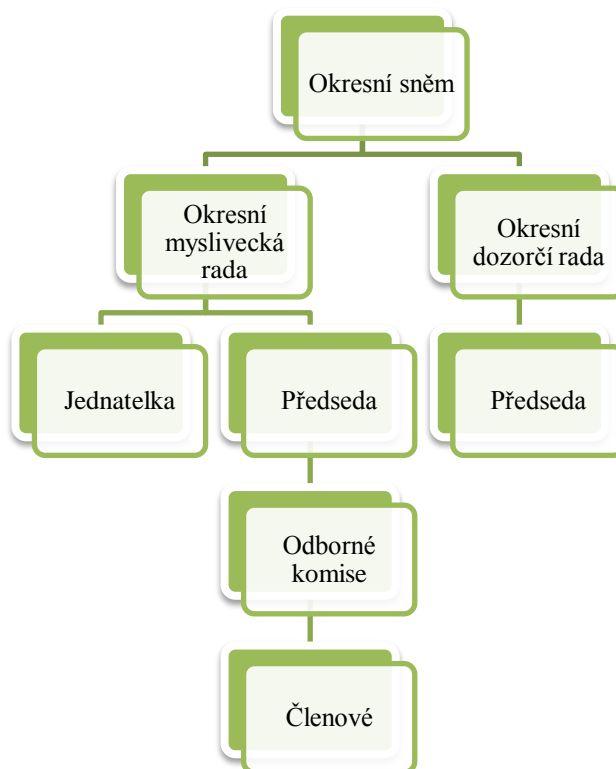 Okresní sněm
Okresní
myslivecká
rada
Okresní
dozorčí rada
Jednatelka
Předseda
Předseda
Odborné
komise
Členové